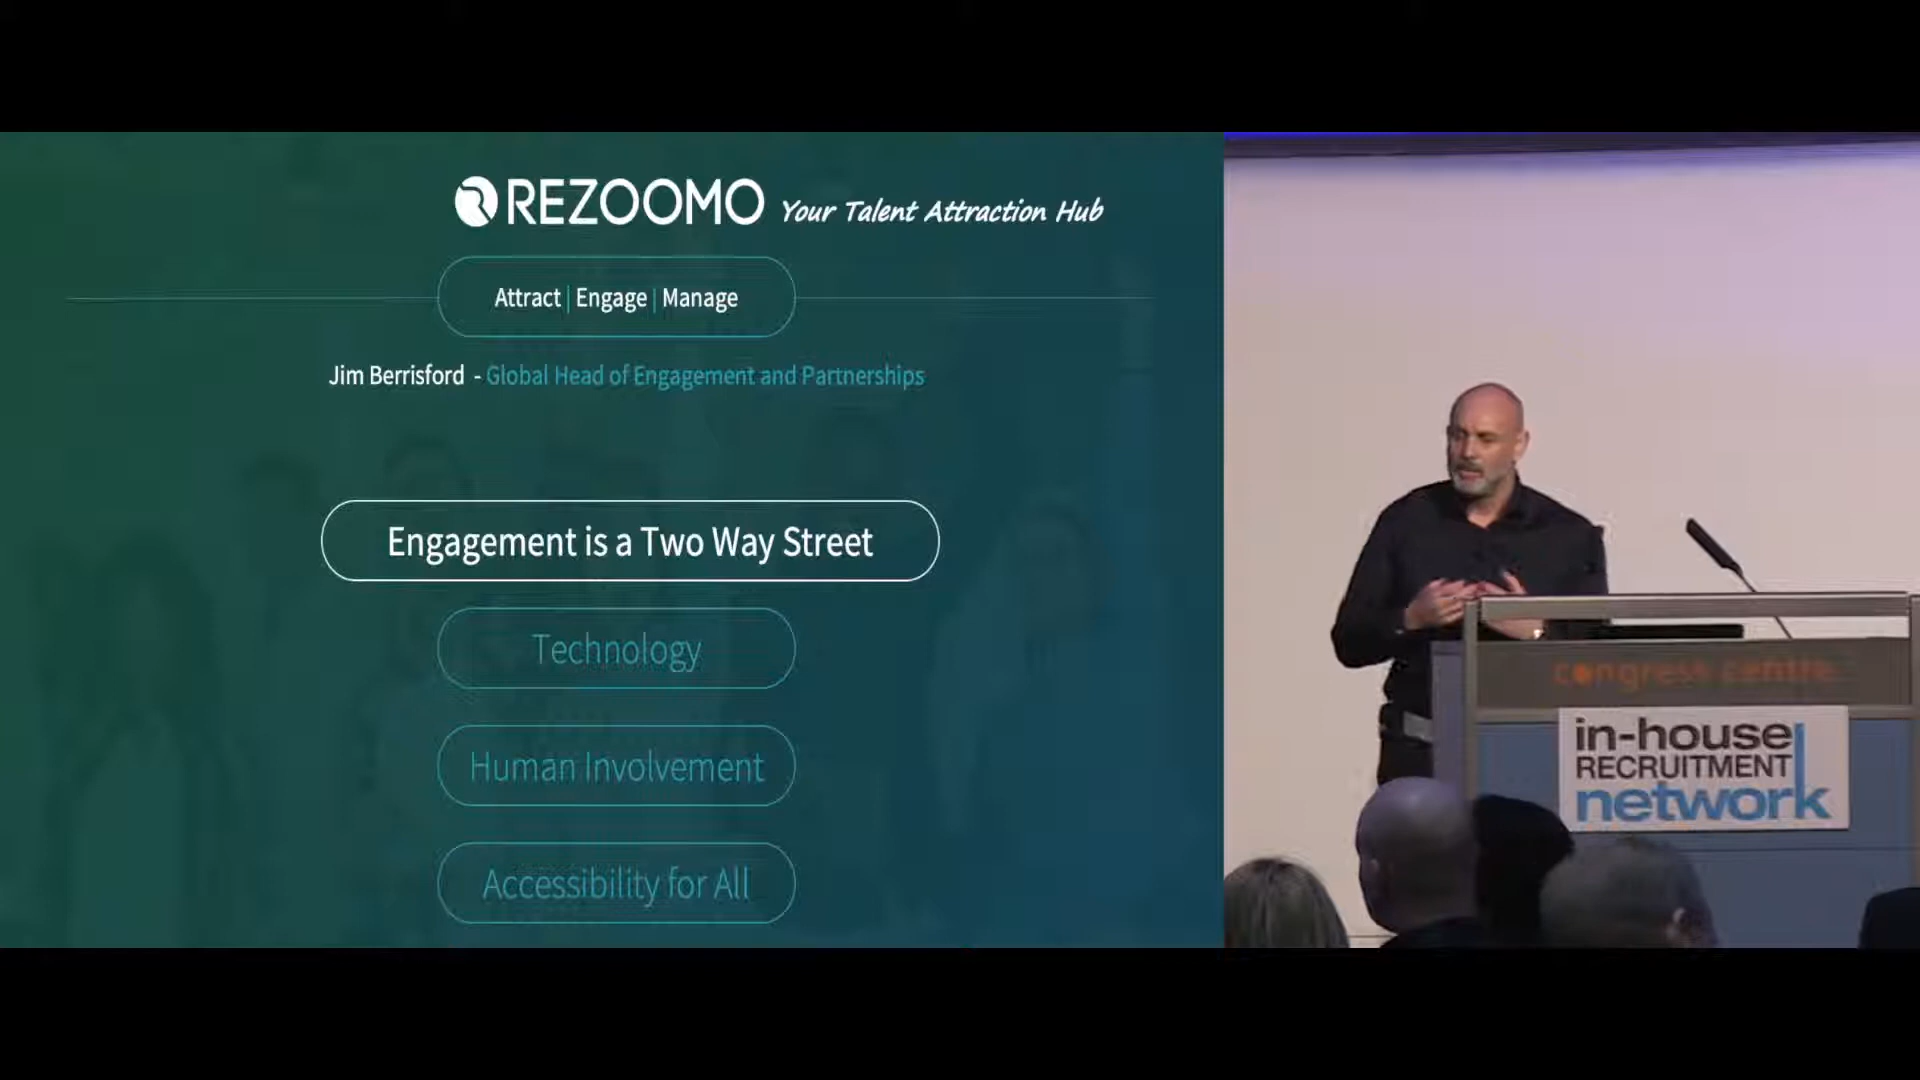 REZOOMO Your Talent Attraction Hub
Attract | Engage | Manage
Jim Berrisford - Global Head of Engagement and Partnerships
Engagement is a Two Way Street
Technology
Human Involvement
Accessibility for All
congress centre
in-house
RECRUITMENT
network